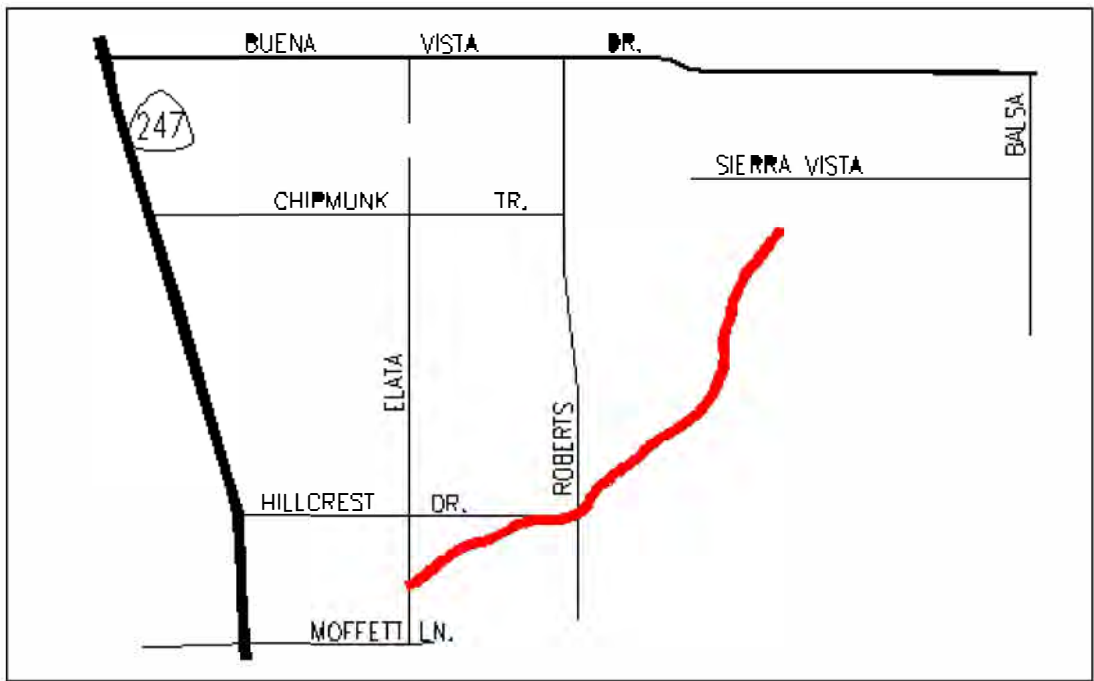 BUENA VISTA DR.
247
BALSA
SIERRA VISTA
CHIPMUNK TR.
ELATA
ROBERTS
HILLCREST DR.
MOFFETT LN.